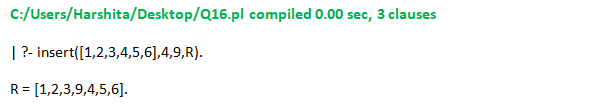 C:/Users/Harshita/Desktop/Q16.pl compiled 0.00 sec, 3 clauses
| ?- insert([1,2,3,4,5,6],4,9,R).
R = [1,2,3,9,4,5,6].